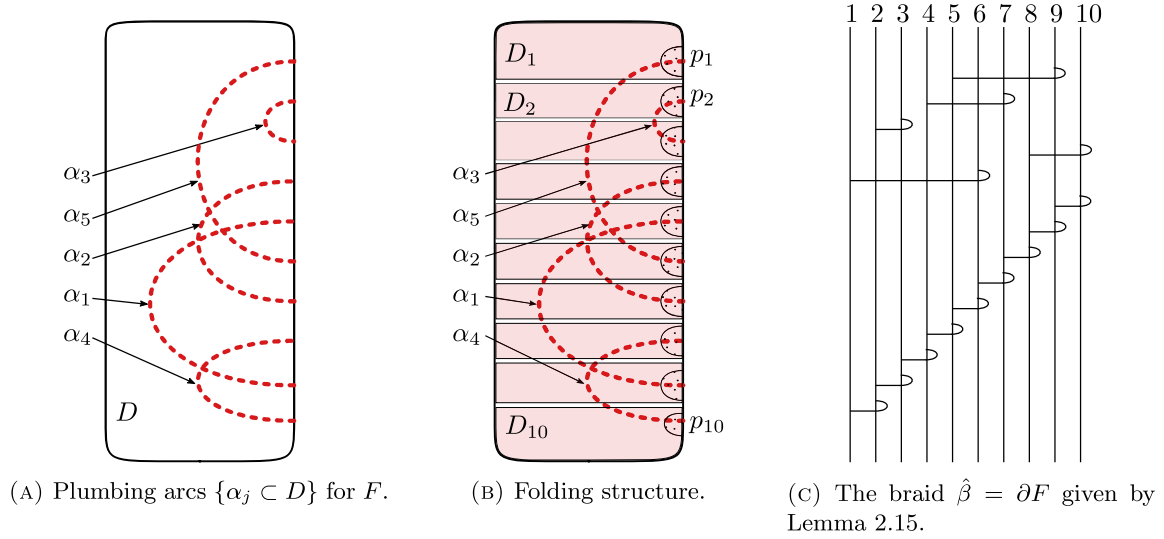 α₃
α₅
α₂
α₁
α₄
D
(A) Plumbing arcs {αⱼ ⊂ D} for F.
D₁
D₂
D₁₀
p₁
p₂
p₁₀
α₃
α₅
α₂
α₁
α₄
(B) Folding structure.
1 2 3 4 5 6 7 8 9 10
(C) The braid β̂ = ∂F given by
Lemma 2.15.